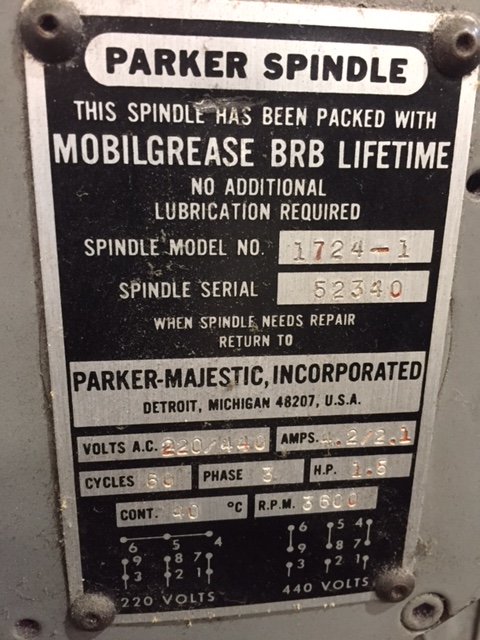 PARKER SPINDLE
THIS SPINDLE HAS BEEN PACKED WITH
MOBILGREASE BRB LIFETIME
NO ADDITIONAL
LUBRICATION REQUIRED
SPINDLE MODEL NO. 1724-1
SPINDLE SERIAL 52340
WHEN SPINDLE NEEDS REPAIR
RETURN TO
PARKER-MAJESTIC, INCORPORATED
DETROIT, MICHIGAN 48207, U.S.A.
VOLTS A.C. 220/440 AMPS. 4.2/2.1
CYCLES 60 PHASE 3 H.P. 1.5
CONT. 40 °C R.P.M. 3600
6 5 4 6 5 4
9 8 7 9 8 7
3 2 1 3 2 1
220 VOLTS 440 VOLTS